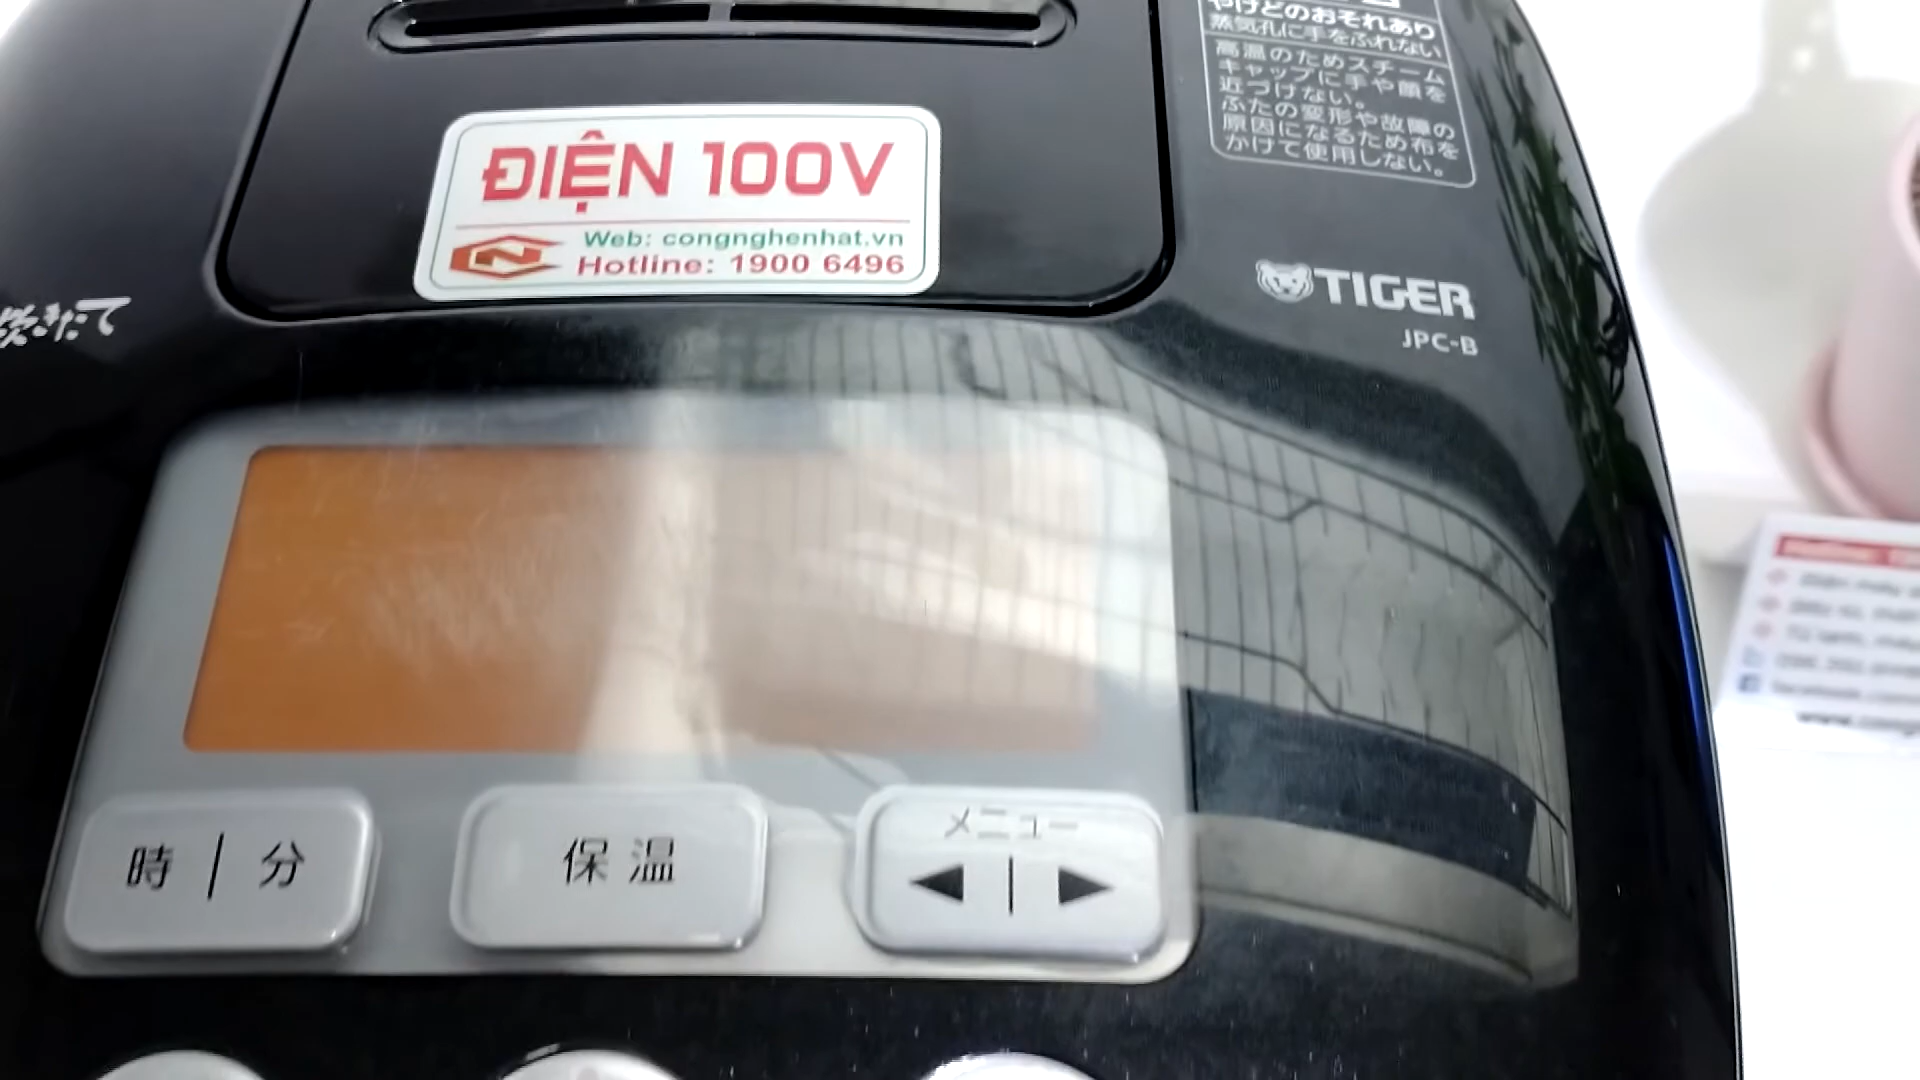 やけどのおそれあり
蒸気孔に手をふれない
高温のためスチーム
キャップに手や顔を
近づけない。
ふたの変形や故障の
原因になるため布を
かけて使用しない。
ĐIỆN 100V
Web: congnghenhat.vn
Hotline: 1900 6496
TIGER
JPC-B
炊きたて
時 | 分
保温
メニュー
◀ | ▶